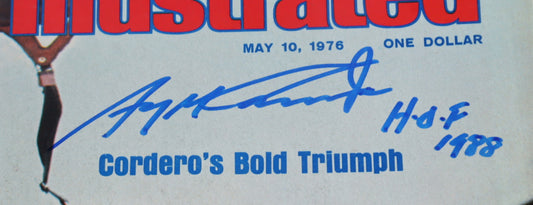 Illustrated
MAY 10, 1976 ONE DOLLAR
H.O.F
1988
Cordero's Bold Triumph